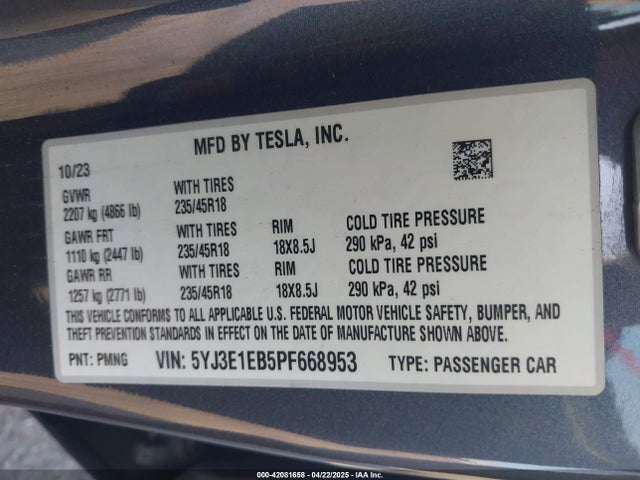 MFD BY TESLA, INC.
10/23
GVWR WITH TIRES
2207 kg (4866 lb) 235/45R18
GAWR FRT WITH TIRES RIM COLD TIRE PRESSURE
1110 kg (2447 lb) 235/45R18 18X8.5J 290 kPa, 42 psi
GAWR RR WITH TIRES RIM COLD TIRE PRESSURE
1257 kg (2771 lb) 235/45R18 18X8.5J 290 kPa, 42 psi
THIS VEHICLE CONFORMS TO ALL APPLICABLE U.S. FEDERAL MOTOR VEHICLE SAFETY, BUMPER, AND
THEFT PREVENTION STANDARDS IN EFFECT ON THE DATE OF MANUFACTURE SHOWN ABOVE.
PNT: PMNG VIN: 5YJ3E1EB5PF668953 TYPE: PASSENGER CAR
000-42081658 - 04/22/2025 - IAA Inc.